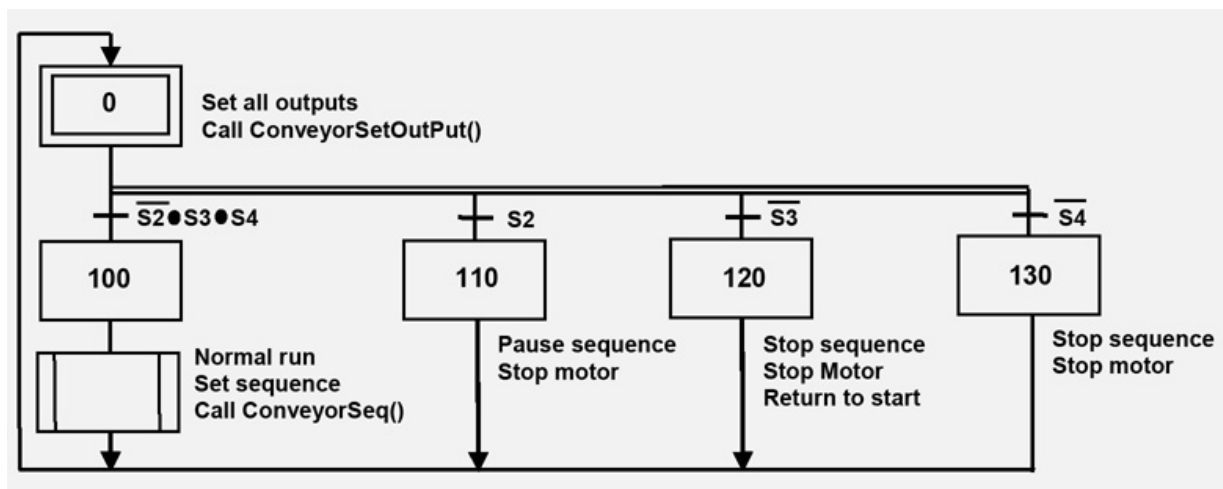 0
Set all outputs
Call ConveyorSetOutPut()
S̅2̅●S3●S4
S2
S̅3̅
S̅4̅
100
110
120
130
Normal run
Set sequence
Call ConveyorSeq()
Pause sequence
Stop motor
Stop sequence
Stop Motor
Return to start
Stop sequence
Stop motor